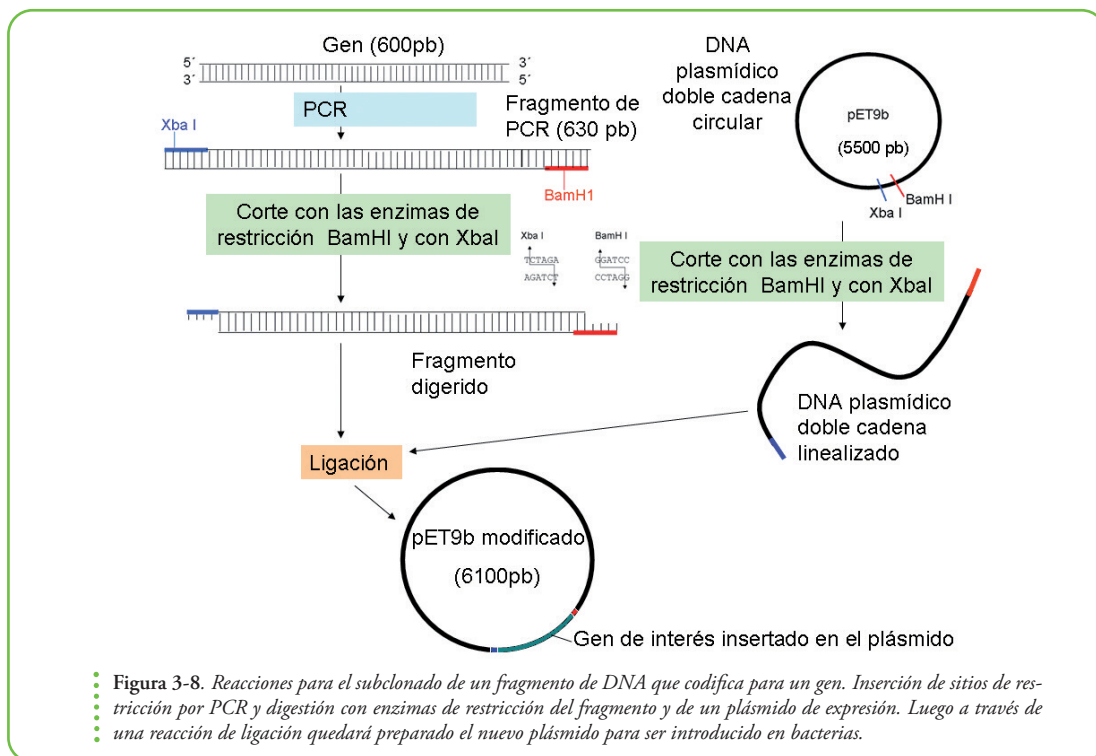 Gen (600pb)
5´ 3´
3´ 5´
PCR
Fragmento de
PCR (630 pb)
Xba I
BamH1
Corte con las enzimas de
restricción BamHI y con XbaI
Xba I
TCTAGA
AGATCT
BamH I
GGATCC
CCTAGG
DNA
plasmídico
doble cadena
circular
pET9b
(5500 pb)
BamH I
Xba I
Corte con las enzimas de
restricción BamHI y con XbaI
Fragmento
digerido
DNA plasmídico
doble cadena
linealizado
Ligación
pET9b modificado
(6100pb)
Gen de interés insertado en el plásmido
Figura 3-8. Reacciones para el subclonado de un fragmento de DNA que codifica para un gen. Inserción de sitios de res-
tricción por PCR y digestión con enzimas de restricción del fragmento y de un plásmido de expresión. Luego a través de
una reacción de ligación quedará preparado el nuevo plásmido para ser introducido en bacterias.